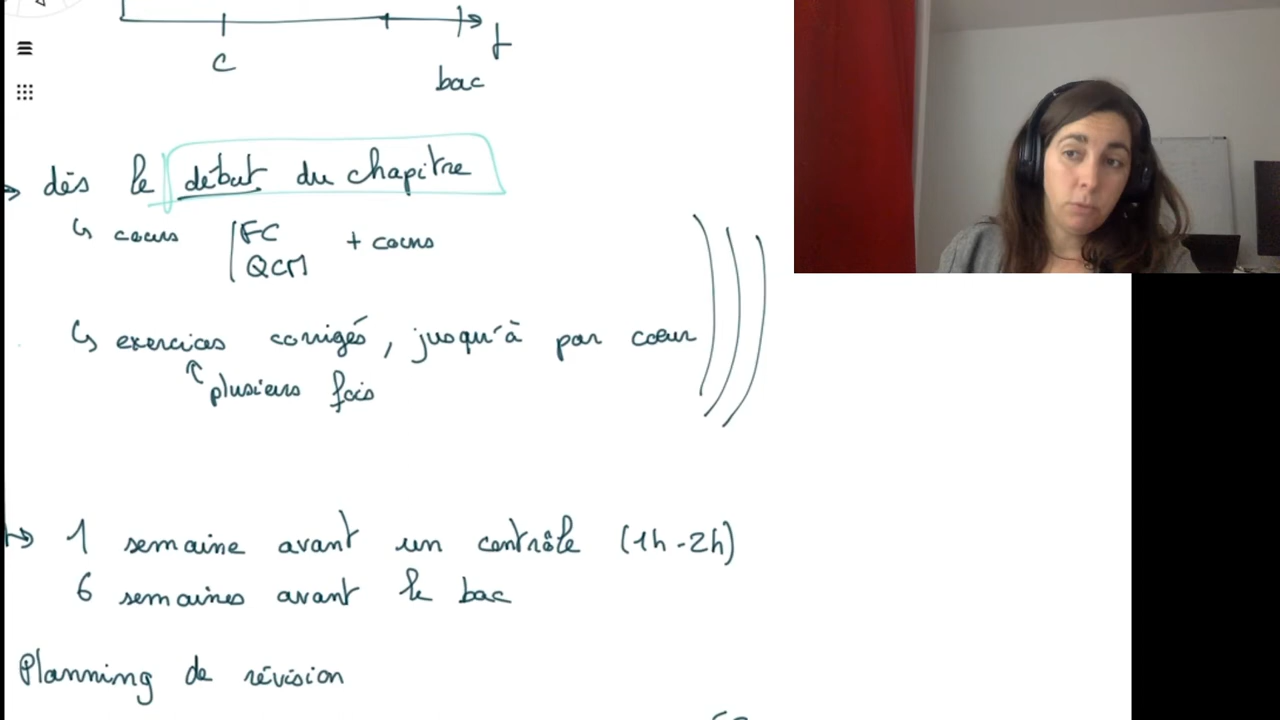 c
t
bac
→ dès le début du chapitre
↳ cours | FC + cours
QCM
↳ exercices corrigés, jusqu'à par cœur
plusieurs fois
↳ 1 semaine avant un contrôle (1h-2h)
6 semaines avant le bac
Planning de révision